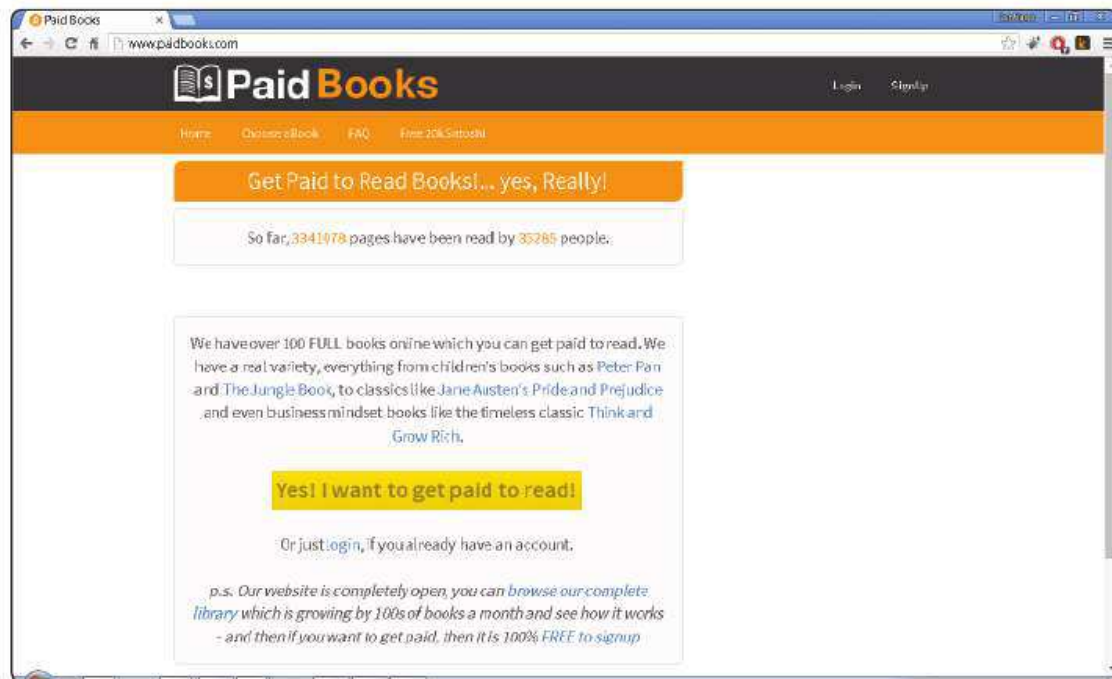 Paid Books
www.paidbooks.com
$ Paid Books
Login SignUp
Home Choose eBook FAQ Free 20k Satoshi
Get Paid to Read Books!... yes, Really!
So far, 3341078 pages have been read by 35285 people.
We have over 100 FULL books online which you can get paid to read. We
have a real variety, everything from children's books such as Peter Pan
and The Jungle Book, to classics like Jane Austen's Pride and Prejudice
and even business mindset books like the timeless classic Think and
Grow Rich.
Yes! I want to get paid to read!
Or just login, if you already have an account.
p.s. Our website is completely open, you can browse our complete
library which is growing by 100s of books a month and see how it works
- and then if you want to get paid, then it is 100% FREE to signup